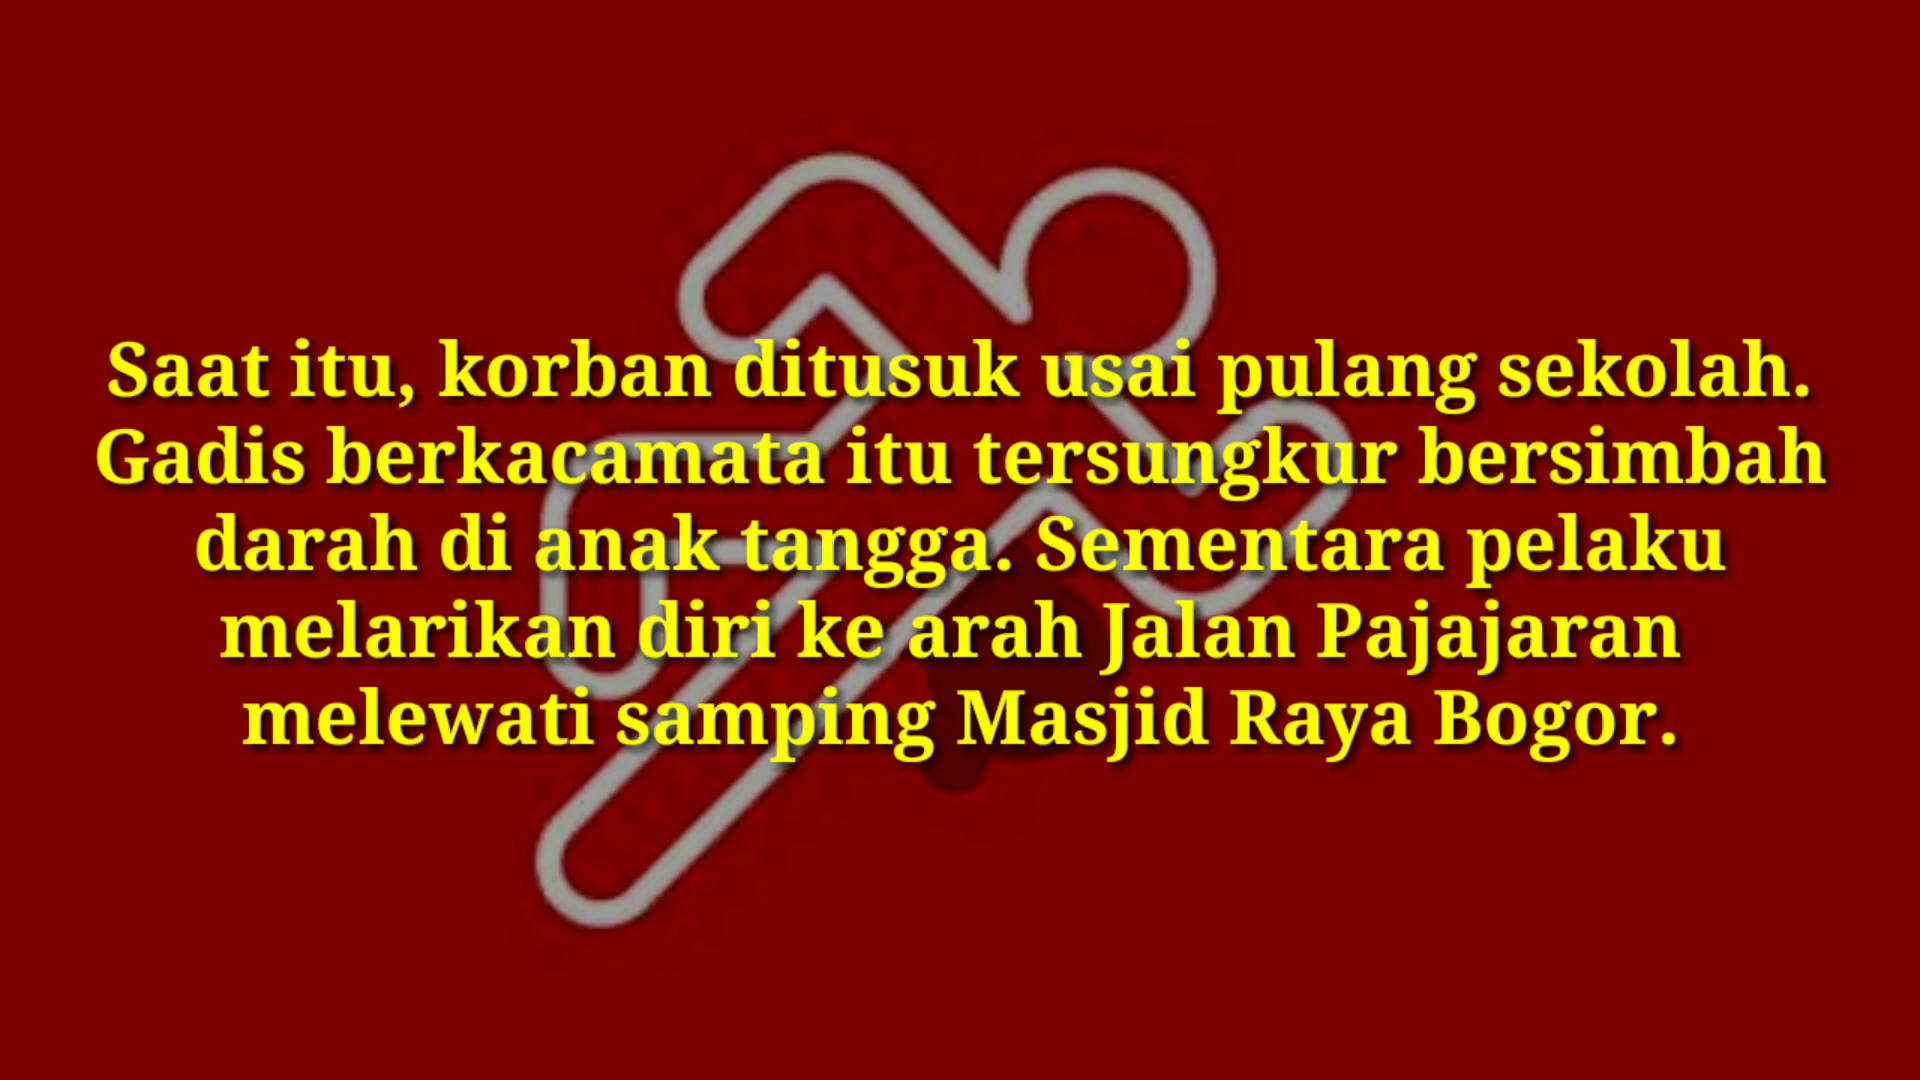 Saat itu, korban ditusuk usai pulang sekolah.
Gadis berkacamata itu tersungkur bersimbah
darah di anak tangga. Sementara pelaku
melarikan diri ke arah Jalan Pajajaran
melewati samping Masjid Raya Bogor.